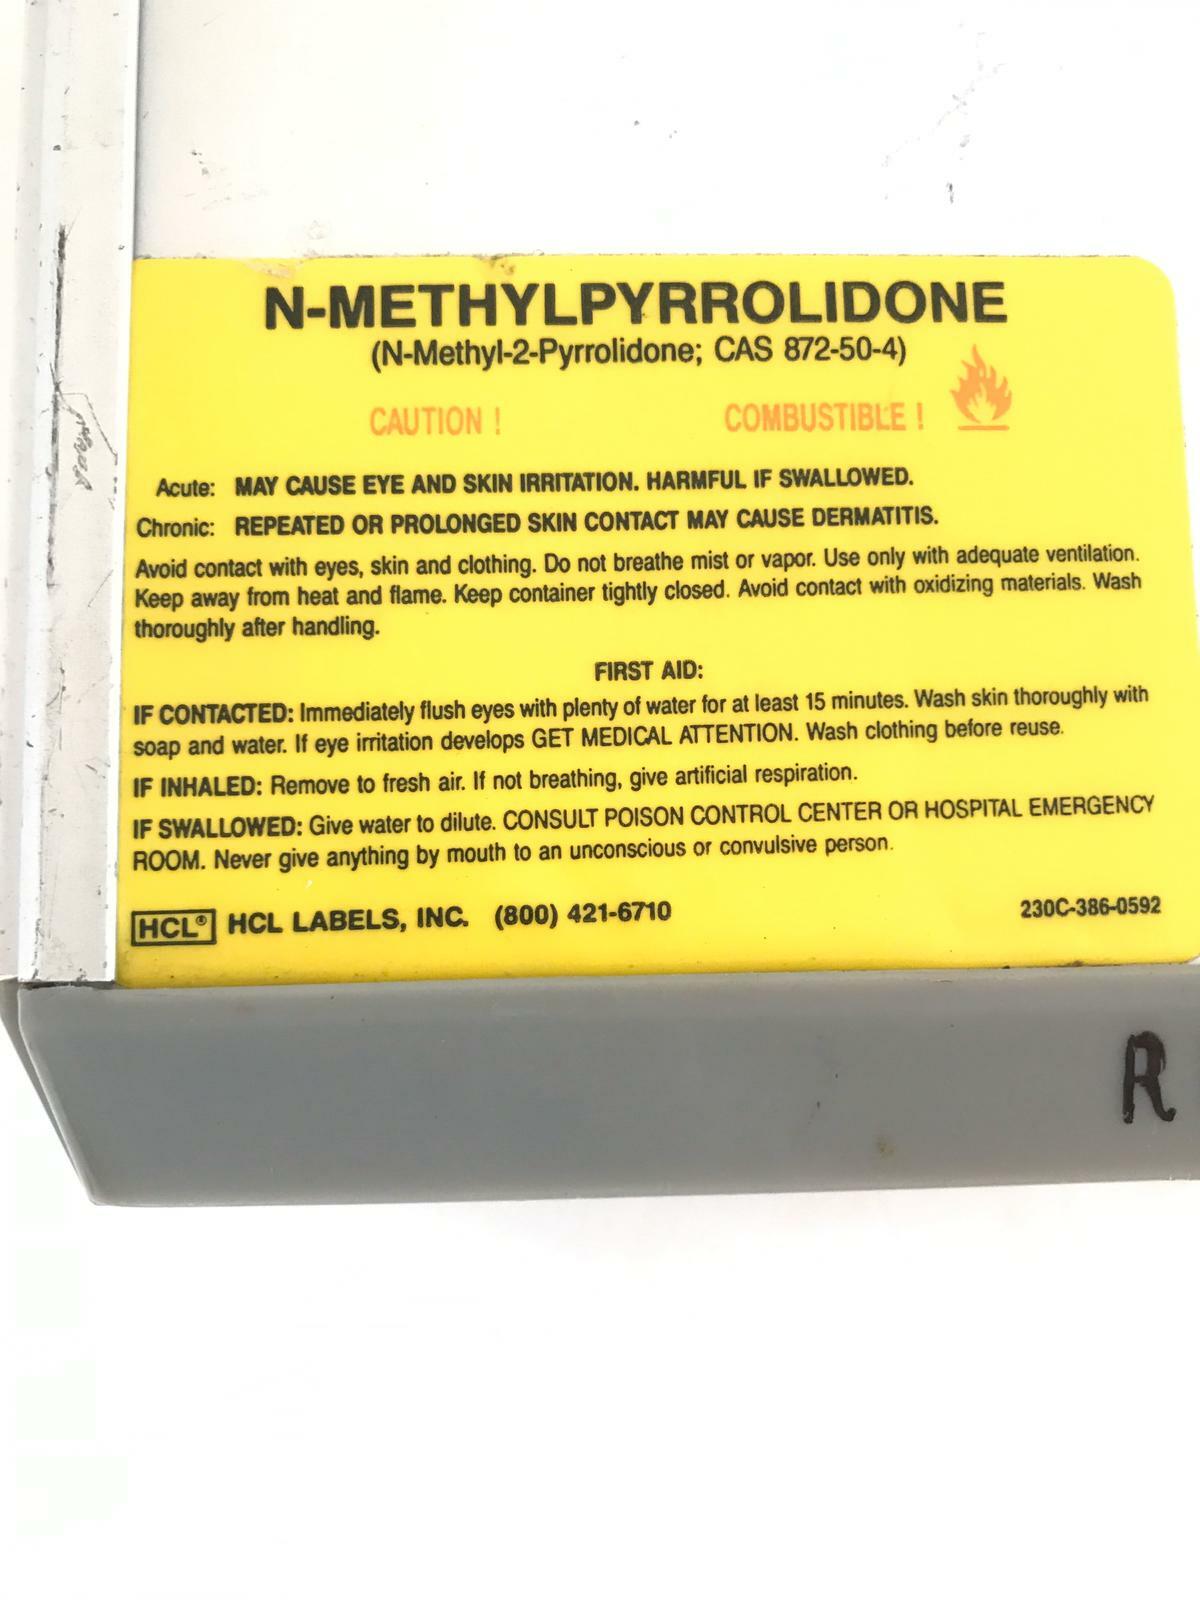 N-METHYLPYRROLIDONE
(N-Methyl-2-Pyrrolidone; CAS 872-50-4)
CAUTION ! COMBUSTIBLE !
Acute: MAY CAUSE EYE AND SKIN IRRITATION. HARMFUL IF SWALLOWED.
Chronic: REPEATED OR PROLONGED SKIN CONTACT MAY CAUSE DERMATITIS.
Avoid contact with eyes, skin and clothing. Do not breathe mist or vapor. Use only with adequate ventilation.
Keep away from heat and flame. Keep container tightly closed. Avoid contact with oxidizing materials. Wash
thoroughly after handling.
FIRST AID:
IF CONTACTED: Immediately flush eyes with plenty of water for at least 15 minutes. Wash skin thoroughly with
soap and water. If eye irritation develops GET MEDICAL ATTENTION. Wash clothing before reuse.
IF INHALED: Remove to fresh air. If not breathing, give artificial respiration.
IF SWALLOWED: Give water to dilute. CONSULT POISON CONTROL CENTER OR HOSPITAL EMERGENCY
ROOM. Never give anything by mouth to an unconscious or convulsive person.
HCL® HCL LABELS, INC. (800) 421-6710 230C-386-0592
R